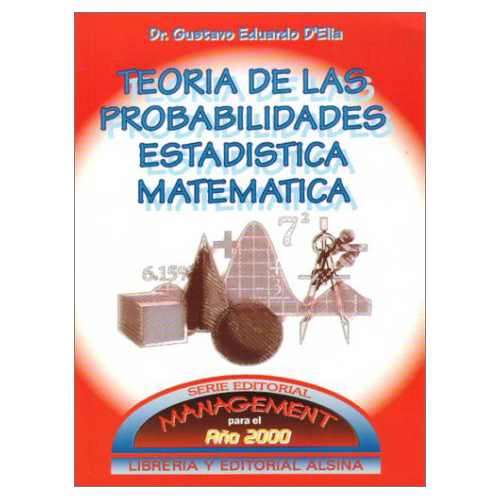 Dr. Gustavo Eduardo D'Elia
TEORIA DE LAS
PROBABILIDADES
ESTADISTICA
MATEMATICA
7²
6.15%
SERIE EDITORIAL
MANAGEMENT
para el
Año 2000
LIBRERIA Y EDITORIAL ALSINA